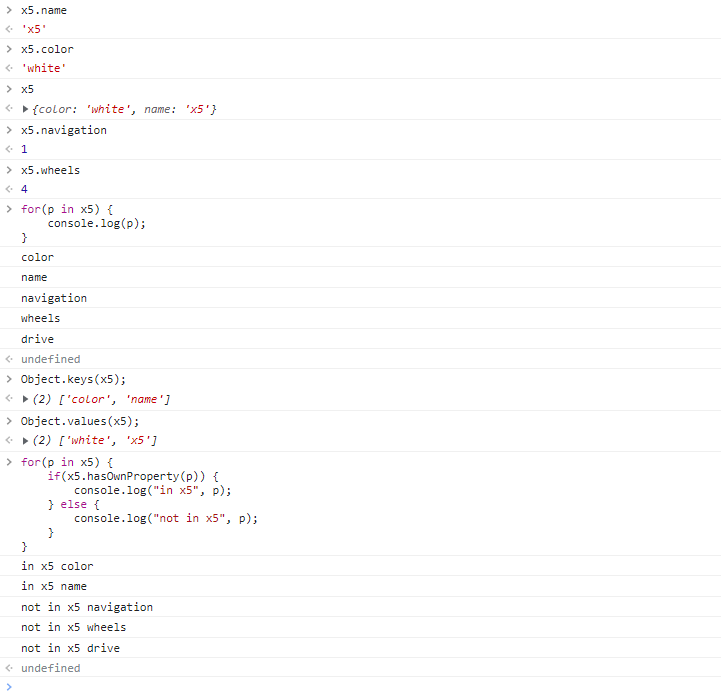 x5.name
'x5'
x5.color
'white'
x5
{color: 'white', name: 'x5'}
x5.navigation
1
x5.wheels
4
for(p in x5) {
    console.log(p);
}
color
name
navigation
wheels
drive
undefined
Object.keys(x5);
(2) ['color', 'name']
Object.values(x5);
(2) ['white', 'x5']
for(p in x5) {
    if(x5.hasOwnProperty(p)) {
        console.log("in x5", p);
    } else {
        console.log("not in x5", p);
    }
}
in x5 color
in x5 name
not in x5 navigation
not in x5 wheels
not in x5 drive
undefined